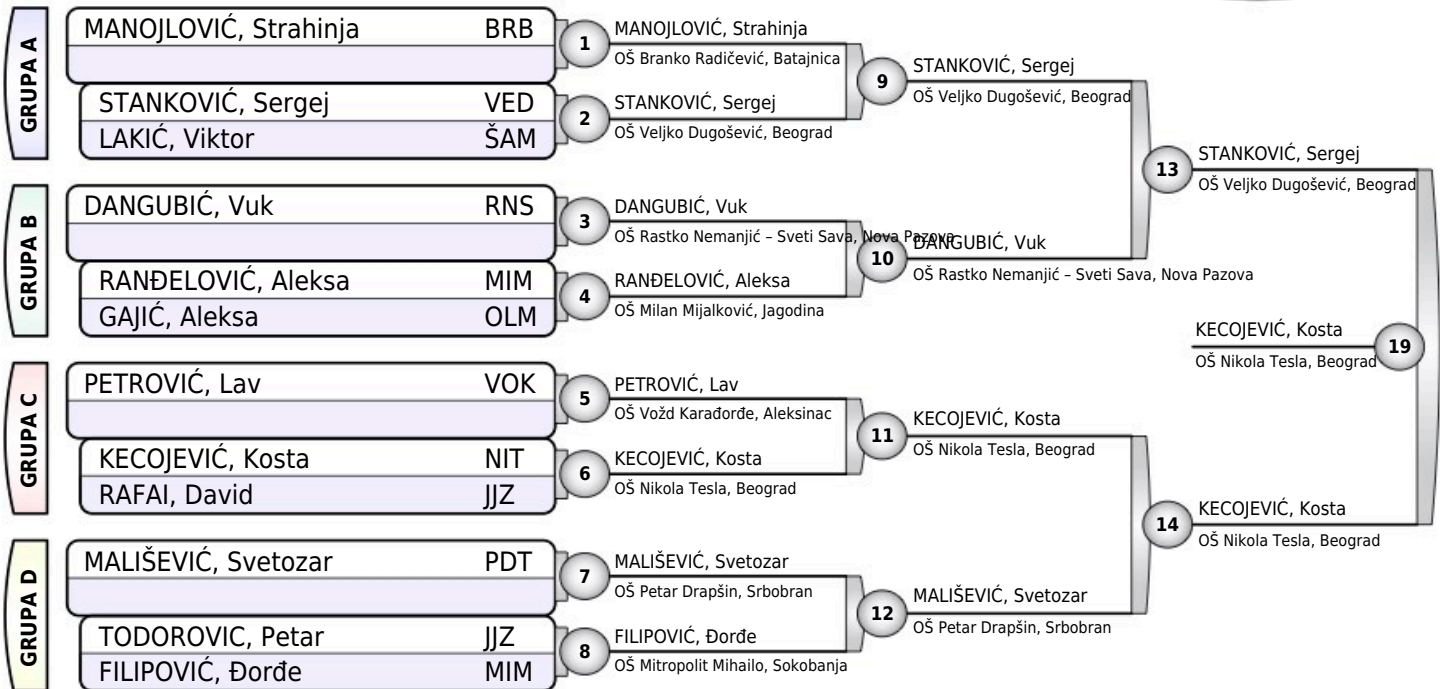 GRUPA A
MANOJLOVIĆ, Strahinja BRB
STANKOVIĆ, Sergej VED
LAKIĆ, Viktor ŠAM
GRUPA B
DANGUBIĆ, Vuk RNS
RANĐELOVIĆ, Aleksa MIM
GAJIĆ, Aleksa OLM
GRUPA C
PETROVIĆ, Lav VOK
KECOJEVIĆ, Kosta NIT
RAFAI, David JJZ
GRUPA D
MALIŠEVIĆ, Svetozar PDT
TODOROVIC, Petar JJZ
FILIPOVIĆ, Đorđe MIM
1
MANOJLOVIĆ, Strahinja
OŠ Branko Radičević, Batajnica
2
STANKOVIĆ, Sergej
OŠ Veljko Dugošević, Beograd
3
DANGUBIĆ, Vuk
OŠ Rastko Nemanjić – Sveti Sava, Nova Pazova
4
RANĐELOVIĆ, Aleksa
OŠ Milan Mijalković, Jagodina
5
PETROVIĆ, Lav
OŠ Vožd Karađorđe, Aleksinac
6
KECOJEVIĆ, Kosta
OŠ Nikola Tesla, Beograd
7
MALIŠEVIĆ, Svetozar
OŠ Petar Drapšin, Srbobran
8
FILIPOVIĆ, Đorđe
OŠ Mitropolit Mihailo, Sokobanja
9
STANKOVIĆ, Sergej
OŠ Veljko Dugošević, Beograd
10
DANGUBIĆ, Vuk
OŠ Rastko Nemanjić – Sveti Sava, Nova Pazova
11
KECOJEVIĆ, Kosta
OŠ Nikola Tesla, Beograd
12
MALIŠEVIĆ, Svetozar
OŠ Petar Drapšin, Srbobran
13
STANKOVIĆ, Sergej
OŠ Veljko Dugošević, Beograd
14
KECOJEVIĆ, Kosta
OŠ Nikola Tesla, Beograd
KECOJEVIĆ, Kosta
OŠ Nikola Tesla, Beograd
19